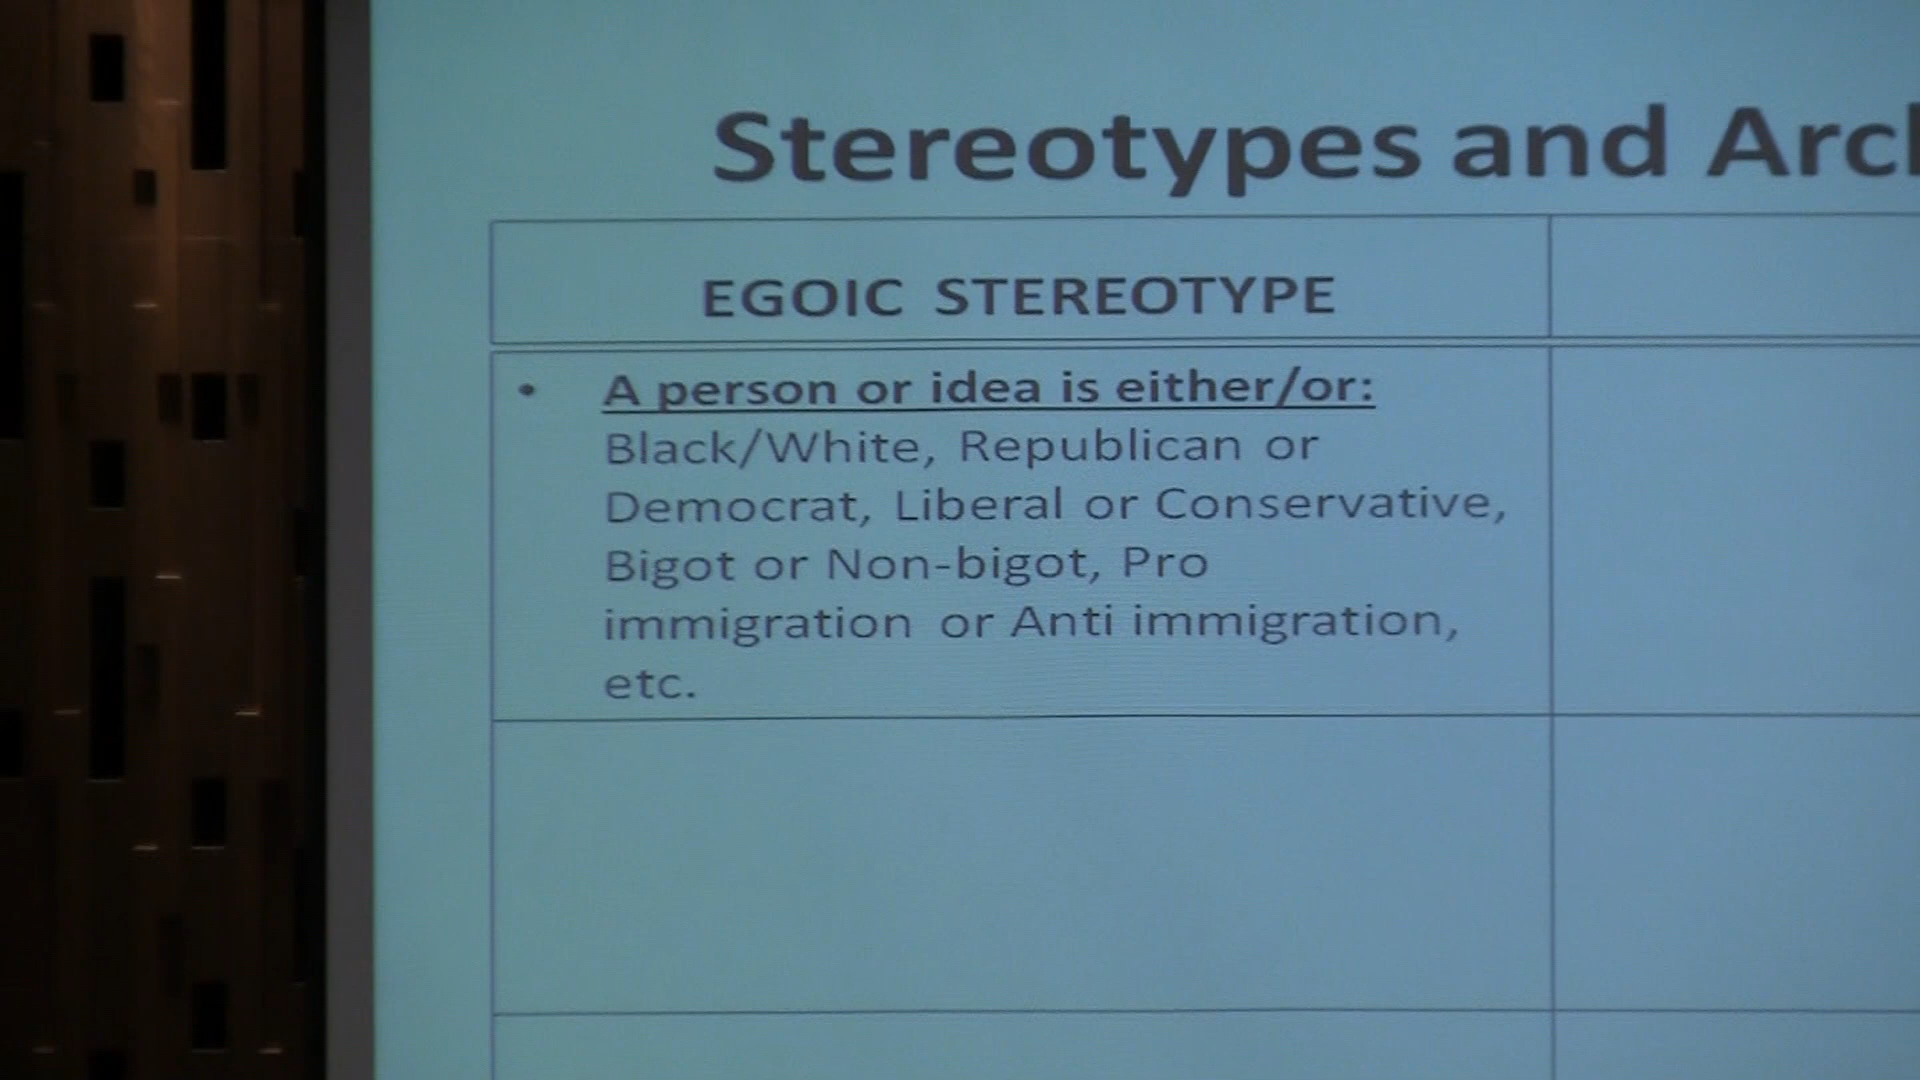 Stereotypes and Arc
EGOIC STEREOTYPE
• A person or idea is either/or:
Black/White, Republican or
Democrat, Liberal or Conservative,
Bigot or Non-bigot, Pro
immigration or Anti immigration,
etc.